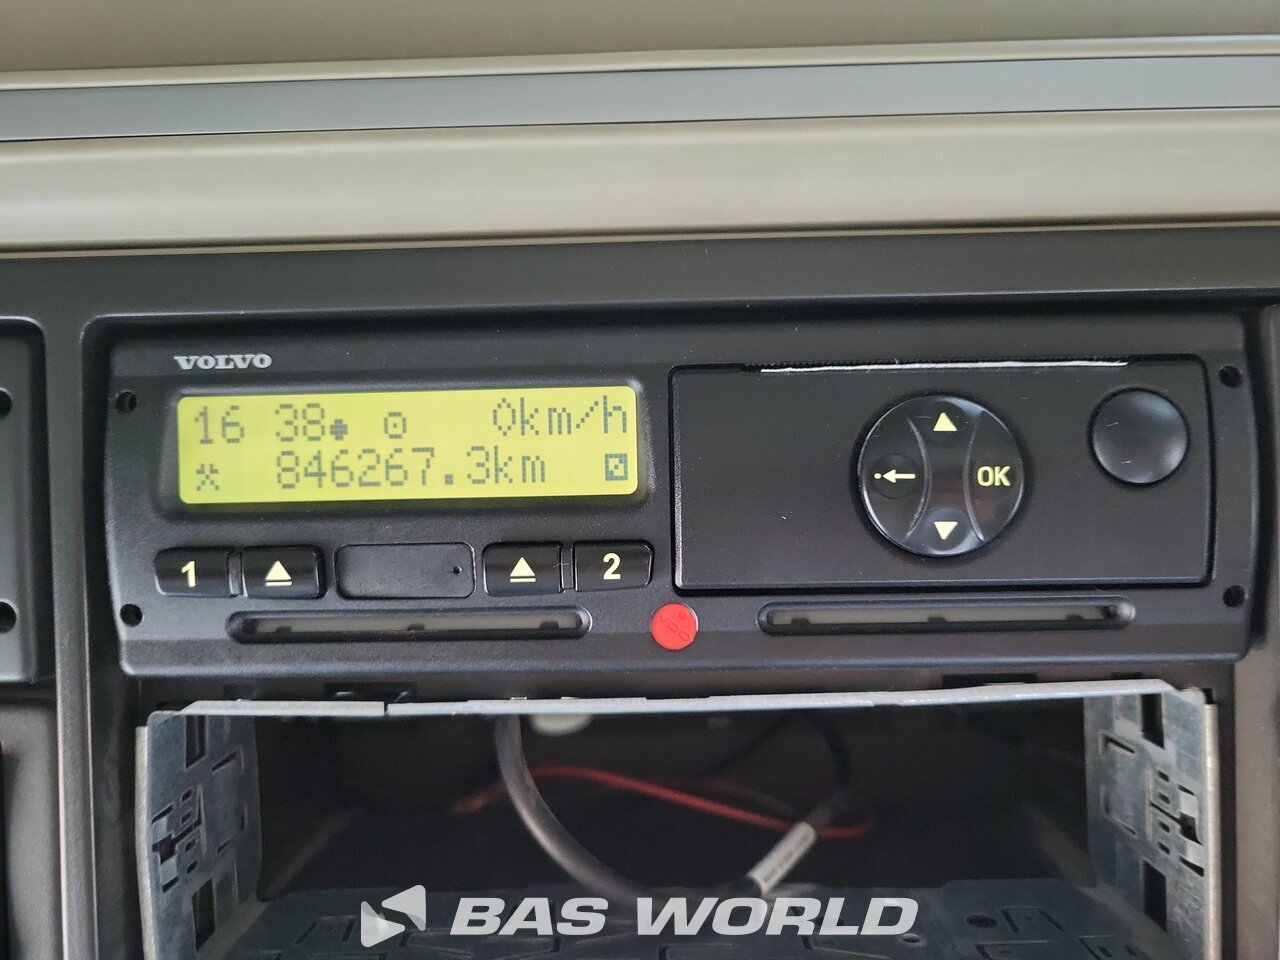 VOLVO
16 38 0km/h
846267.3km
1 2
OK
VDO
BAS WORLD